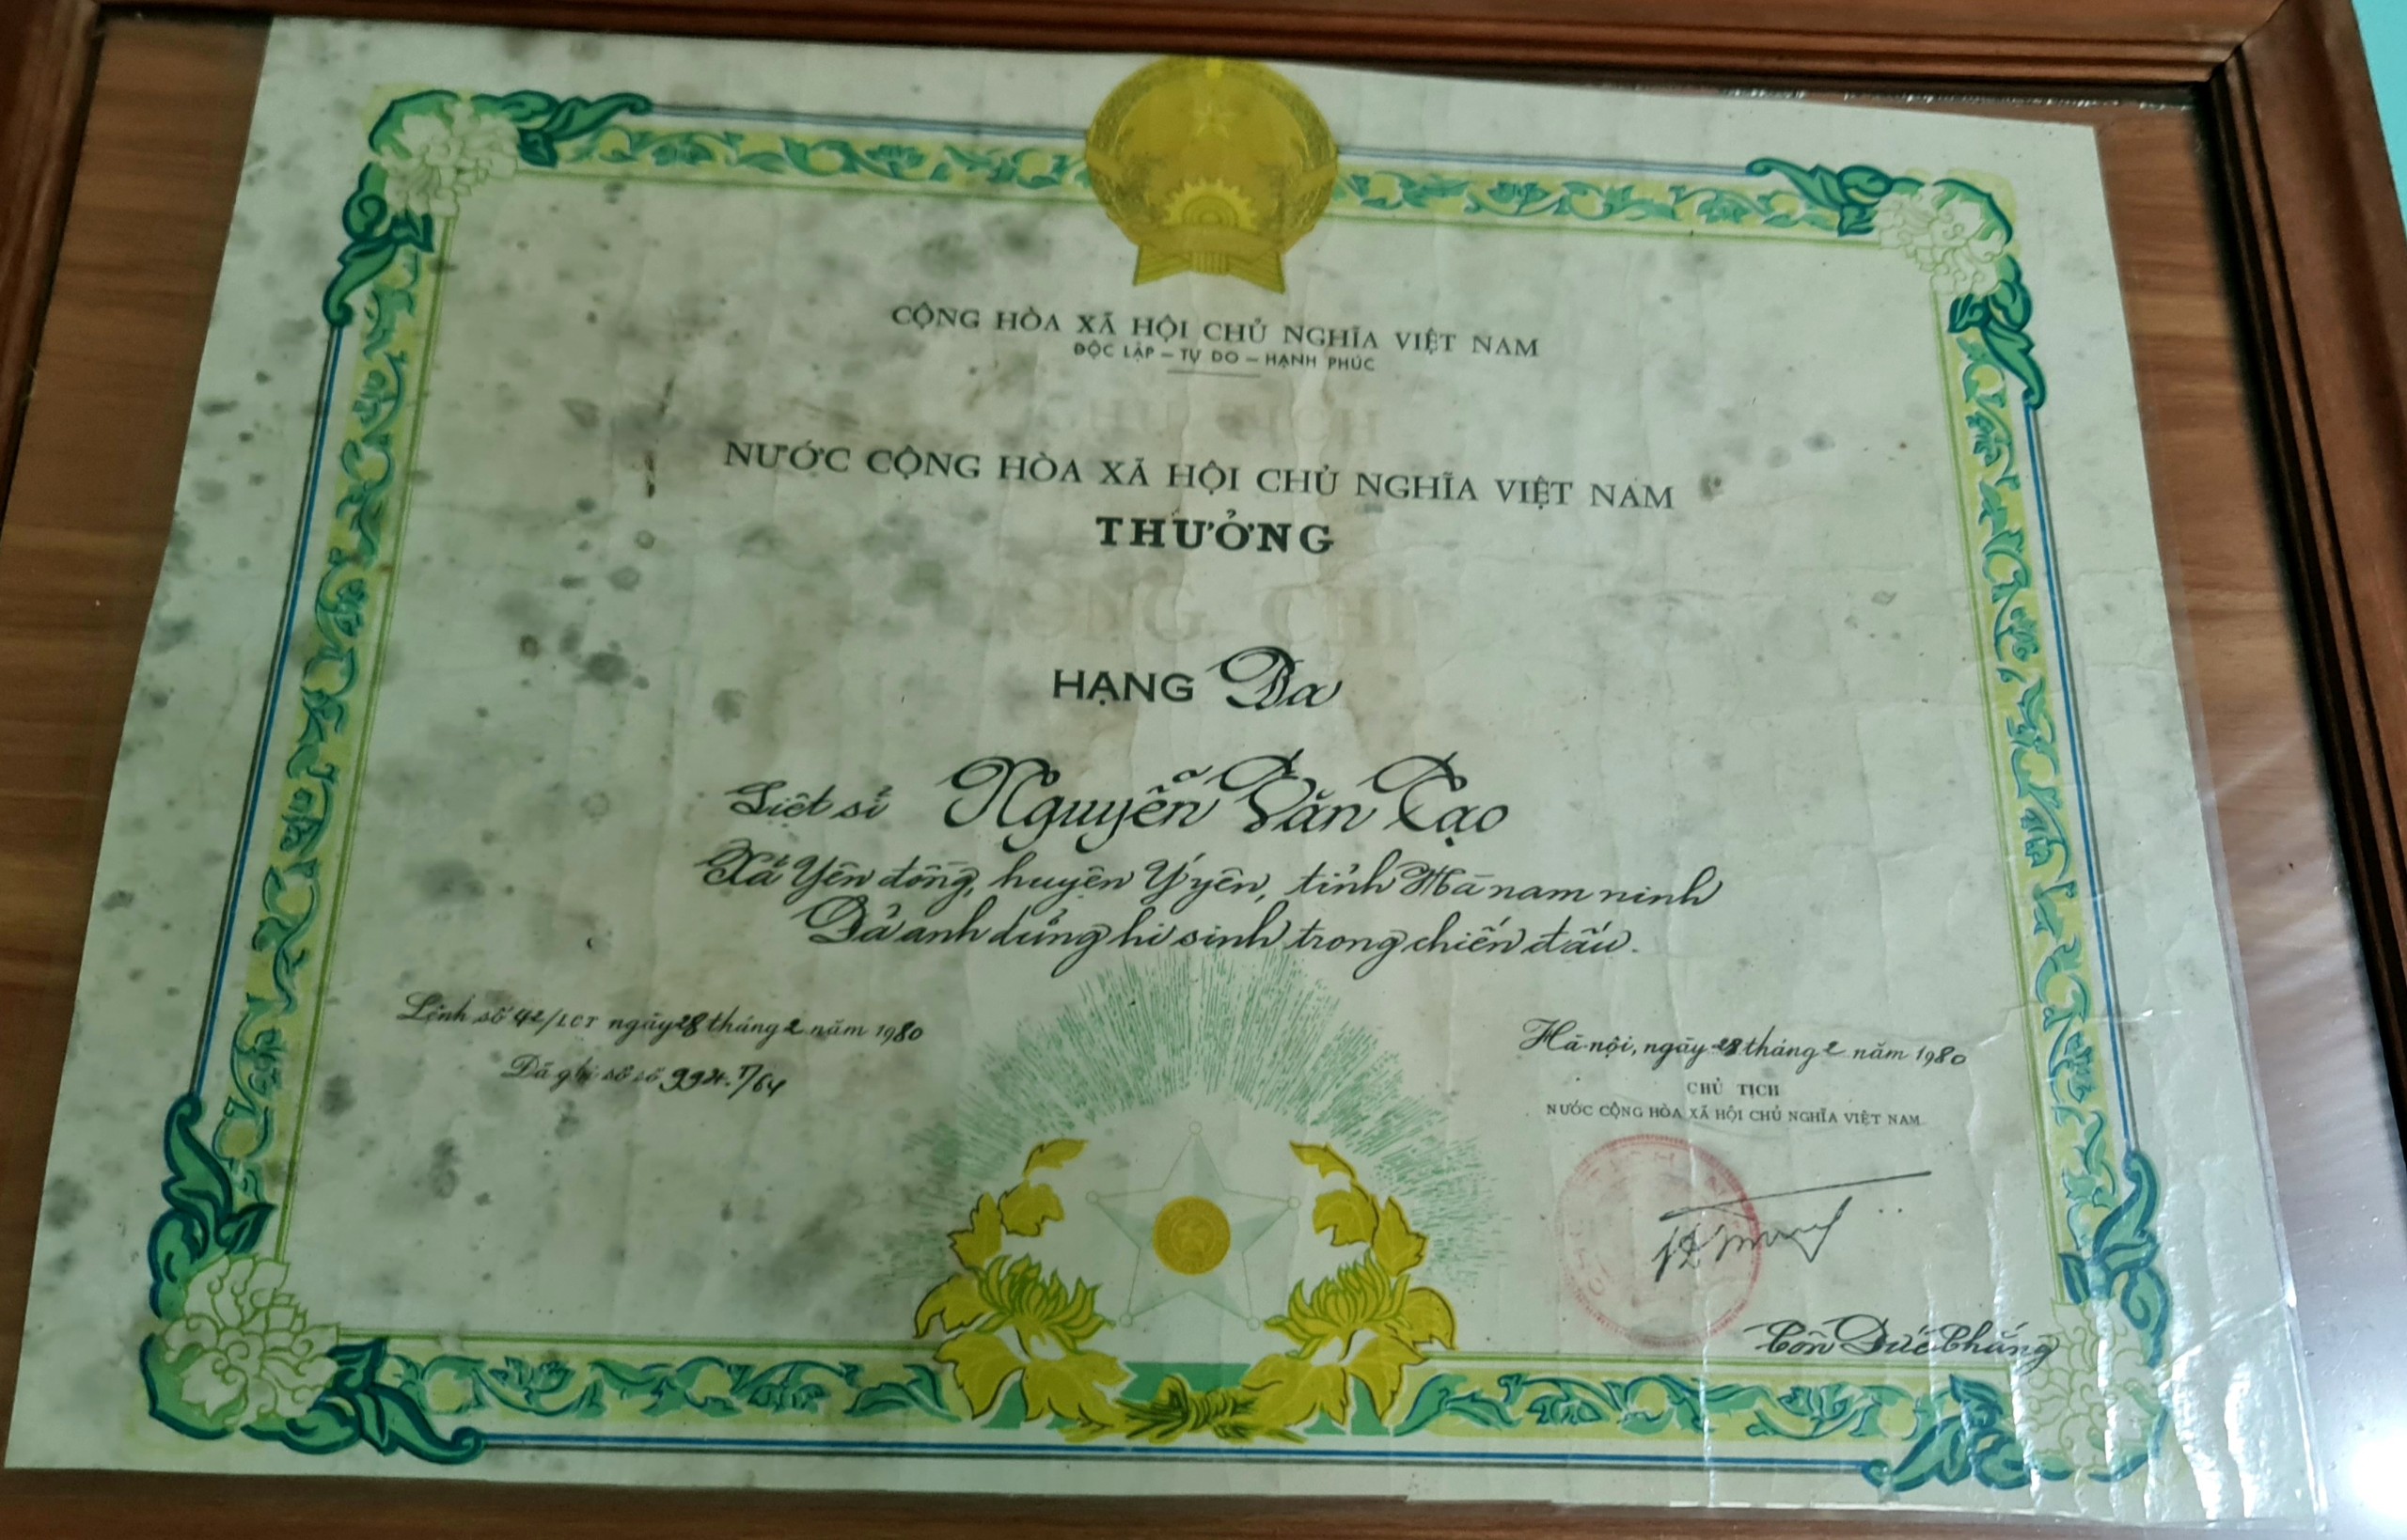 CỘNG HÒA XÃ HỘI CHỦ NGHĨA VIỆT NAM
ĐỘC LẬP – TỰ DO – HẠNH PHÚC
NƯỚC CỘNG HÒA XÃ HỘI CHỦ NGHĨA VIỆT NAM
THƯỞNG
HẠNG Ba
Liệt sĩ Nguyễn Văn Tạo
Xã Yên đồng, huyện Ý yên, tỉnh Hà nam ninh
Đã anh dũng hi sinh trong chiến đấu.
Lệnh số 42/LCT ngày 28 tháng 2 năm 1980
Đã ghi sổ số
Hà-nội, ngày 28 tháng 2 năm 1980
CHỦ TỊCH
NƯỚC CỘNG HÒA XÃ HỘI CHỦ NGHĨA VIỆT NAM
Tôn Đức Thắng